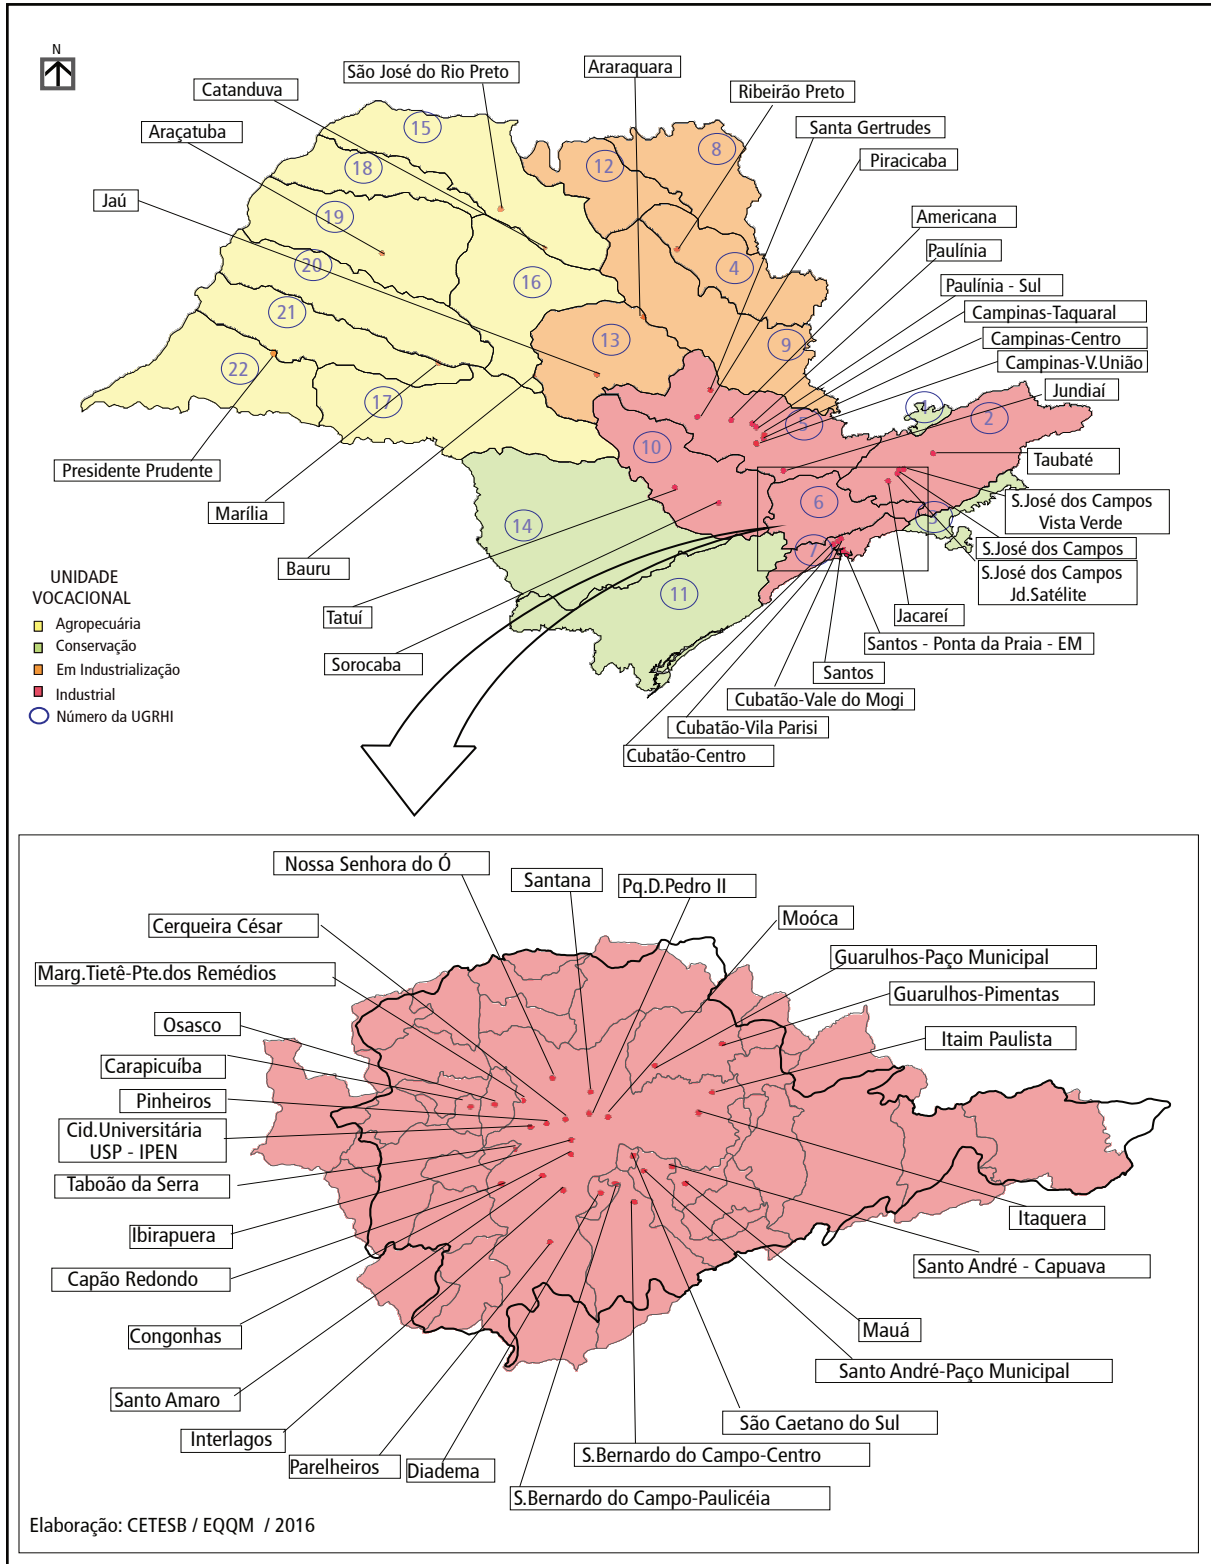 N
São José do Rio Preto
Araraquara
Catanduva
Ribeirão Preto
Araçatuba
Santa Gertrudes
Piracicaba
Jaú
Americana
Paulínia
Paulínia - Sul
Campinas-Taquaral
Campinas-Centro
Campinas-V.União
Jundiaí
15
18
19
20
21
22
17
16
12
8
4
13
9
5
1
2
10
6
3
7
14
11
Presidente Prudente
Taubaté
Marília
S.José dos Campos
Vista Verde
Bauru
S.José dos Campos
S.José dos Campos
Jd.Satélite
Tatuí
Jacareí
Sorocaba
Santos - Ponta da Praia - EM
Santos
Cubatão-Vale do Mogi
Cubatão-Vila Parisi
Cubatão-Centro
UNIDADE
VOCACIONAL
Agropecuária
Conservação
Em Industrialização
Industrial
Número da UGRHI
Nossa Senhora do Ó
Santana
Pq.D.Pedro II
Cerqueira César
Moóca
Marg.Tietê-Pte.dos Remédios
Guarulhos-Paço Municipal
Guarulhos-Pimentas
Osasco
Itaim Paulista
Carapicuíba
Pinheiros
Cid.Universitária
USP - IPEN
Taboão da Serra
Ibirapuera
Itaquera
Capão Redondo
Santo André - Capuava
Congonhas
Mauá
Santo André-Paço Municipal
Santo Amaro
São Caetano do Sul
Interlagos
S.Bernardo do Campo-Centro
Parelheiros
Diadema
S.Bernardo do Campo-Paulicéia
Elaboração: CETESB / EQQM / 2016